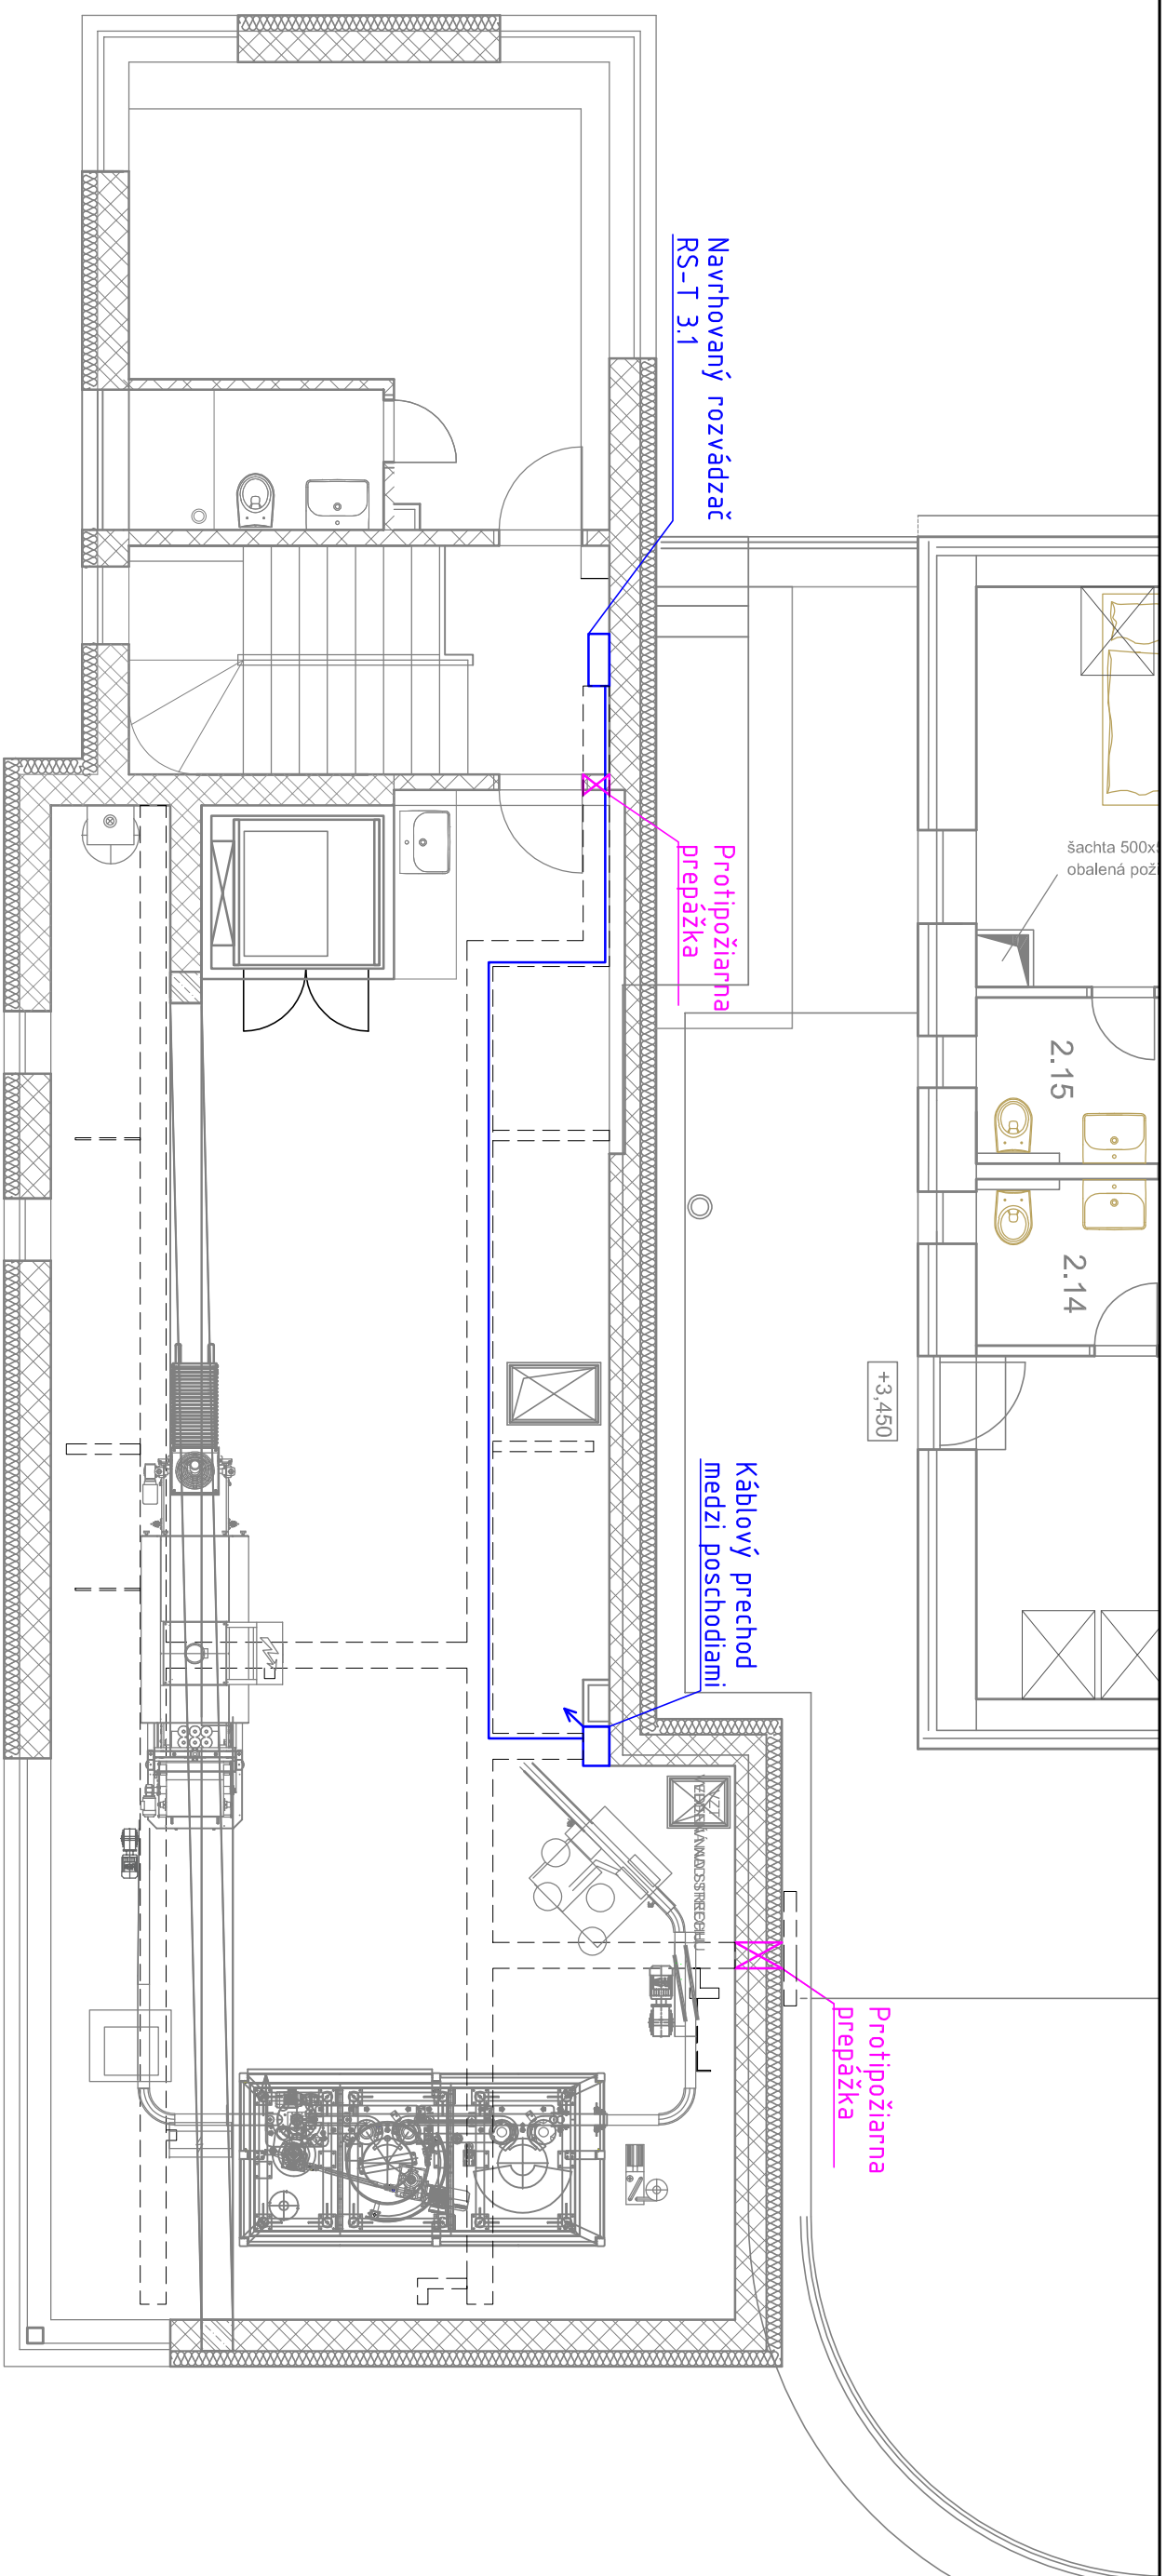 Navrhovaný rozvádzač
RS-T 3.1
šachta 500x
obalená poži
Protipožiarna
prepážka
2.15
2.14
+3,450
Káblový prechod
medzi poschodiami
Protipožiarna
prepážka